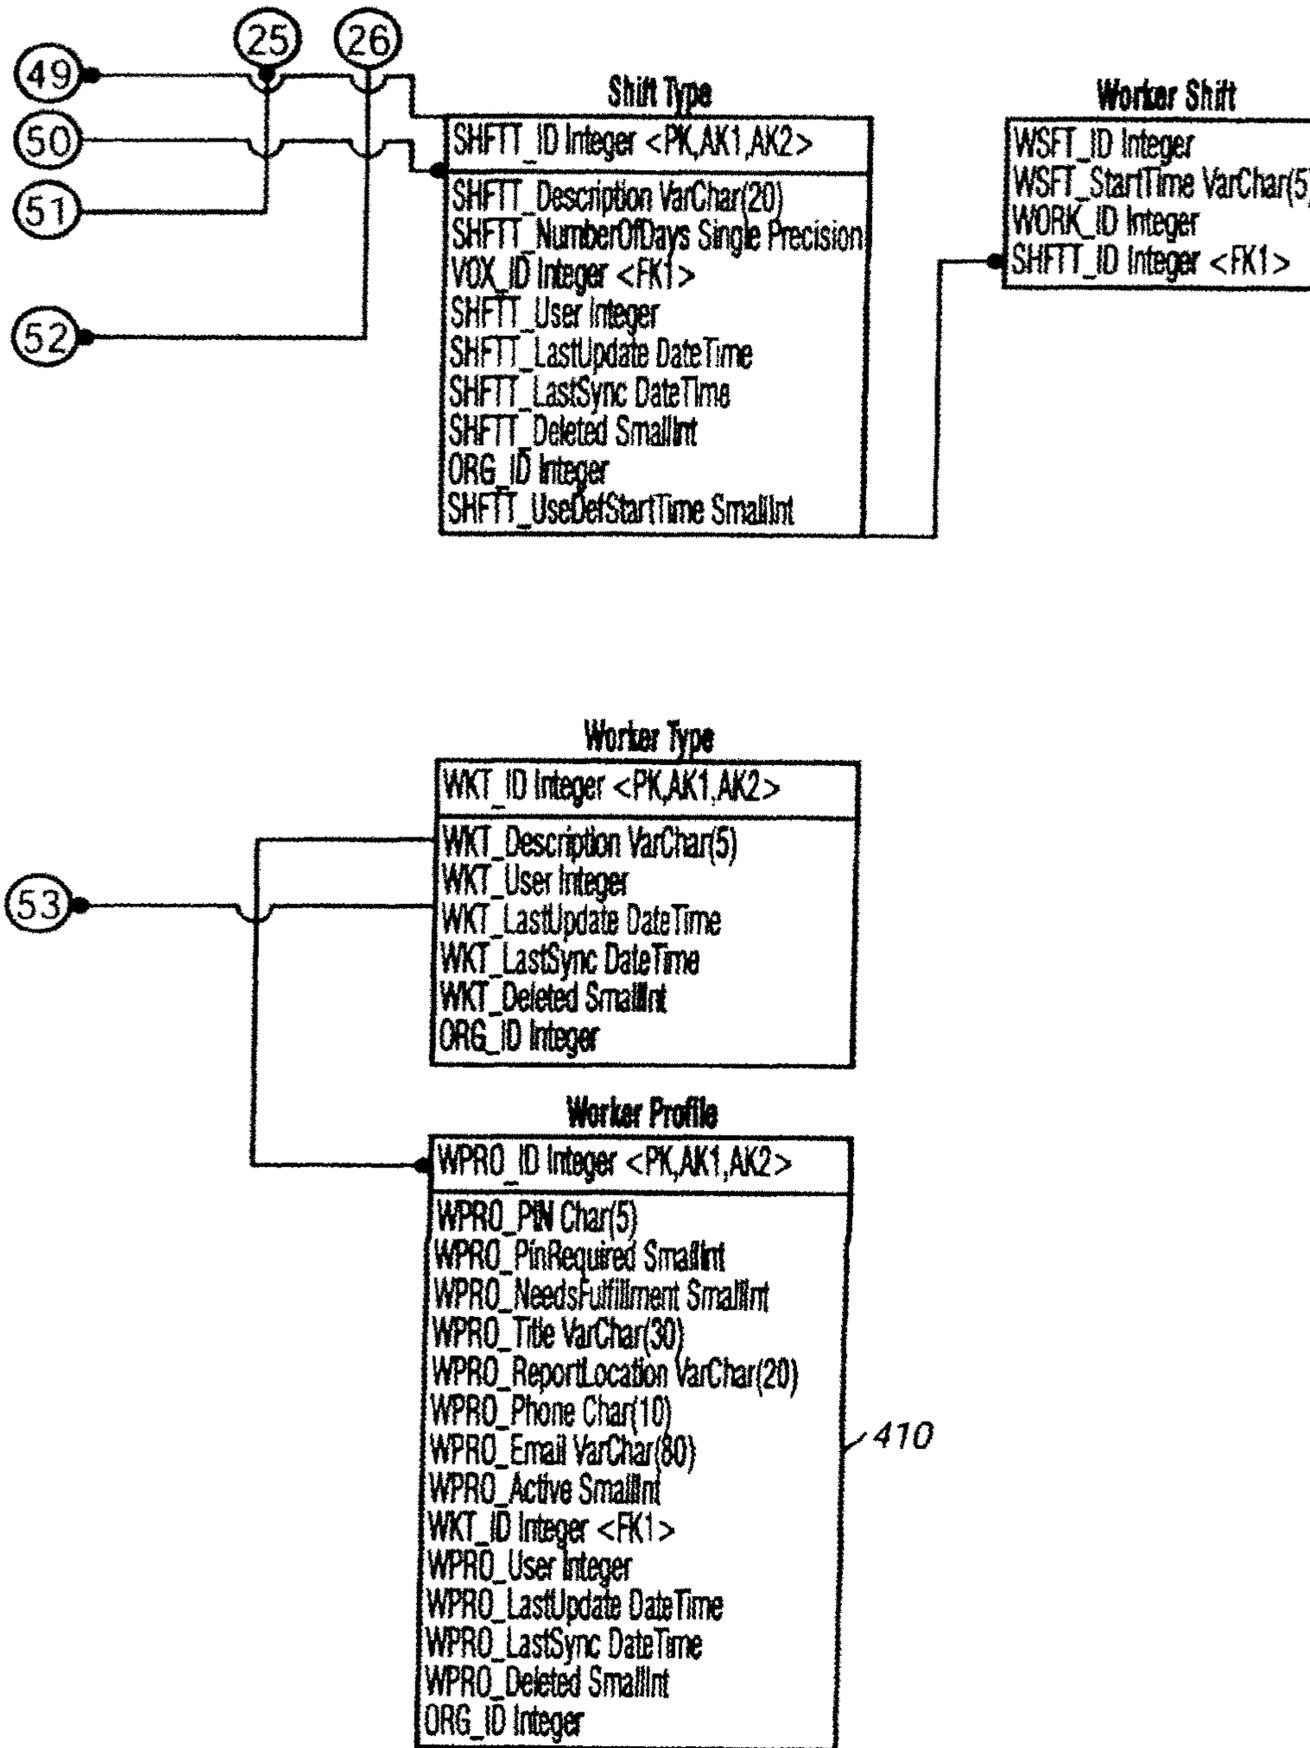 25 26
49
50
51
52
Shift Type
SHFTT_ID Integer <PK,AK1,AK2>
SHFTT_Description VarChar(20)
SHFTT_NumberOfDays Single Precision
VOX_ID Integer <FK1>
SHFTT_User Integer
SHFTT_LastUpdate DateTime
SHFTT_LastSync DateTime
SHFTT_Deleted SmallInt
ORG_ID Integer
SHFTT_UseDefStartTime SmallInt
Worker Shift
WSFT_ID Integer
WSFT_StartTime VarChar(5)
WORK_ID Integer
SHFTT_ID Integer <FK1>
53
Worker Type
WKT_ID Integer <PK,AK1,AK2>
WKT_Description VarChar(5)
WKT_User Integer
WKT_LastUpdate DateTime
WKT_LastSync DateTime
WKT_Deleted SmallInt
ORG_ID Integer
Worker Profile
WPRO_ID Integer <PK,AK1,AK2>
WPRO_PIN Char(5)
WPRO_PinRequired SmallInt
WPRO_NeedsFulfillment SmallInt
WPRO_Title VarChar(30)
WPRO_ReportLocation VarChar(20)
WPRO_Phone Char(10)
WPRO_Email VarChar(80)
WPRO_Active SmallInt
WKT_ID Integer <FK1>
WPRO_User Integer
WPRO_LastUpdate DateTime
WPRO_LastSync DateTime
WPRO_Deleted SmallInt
ORG_ID Integer
410